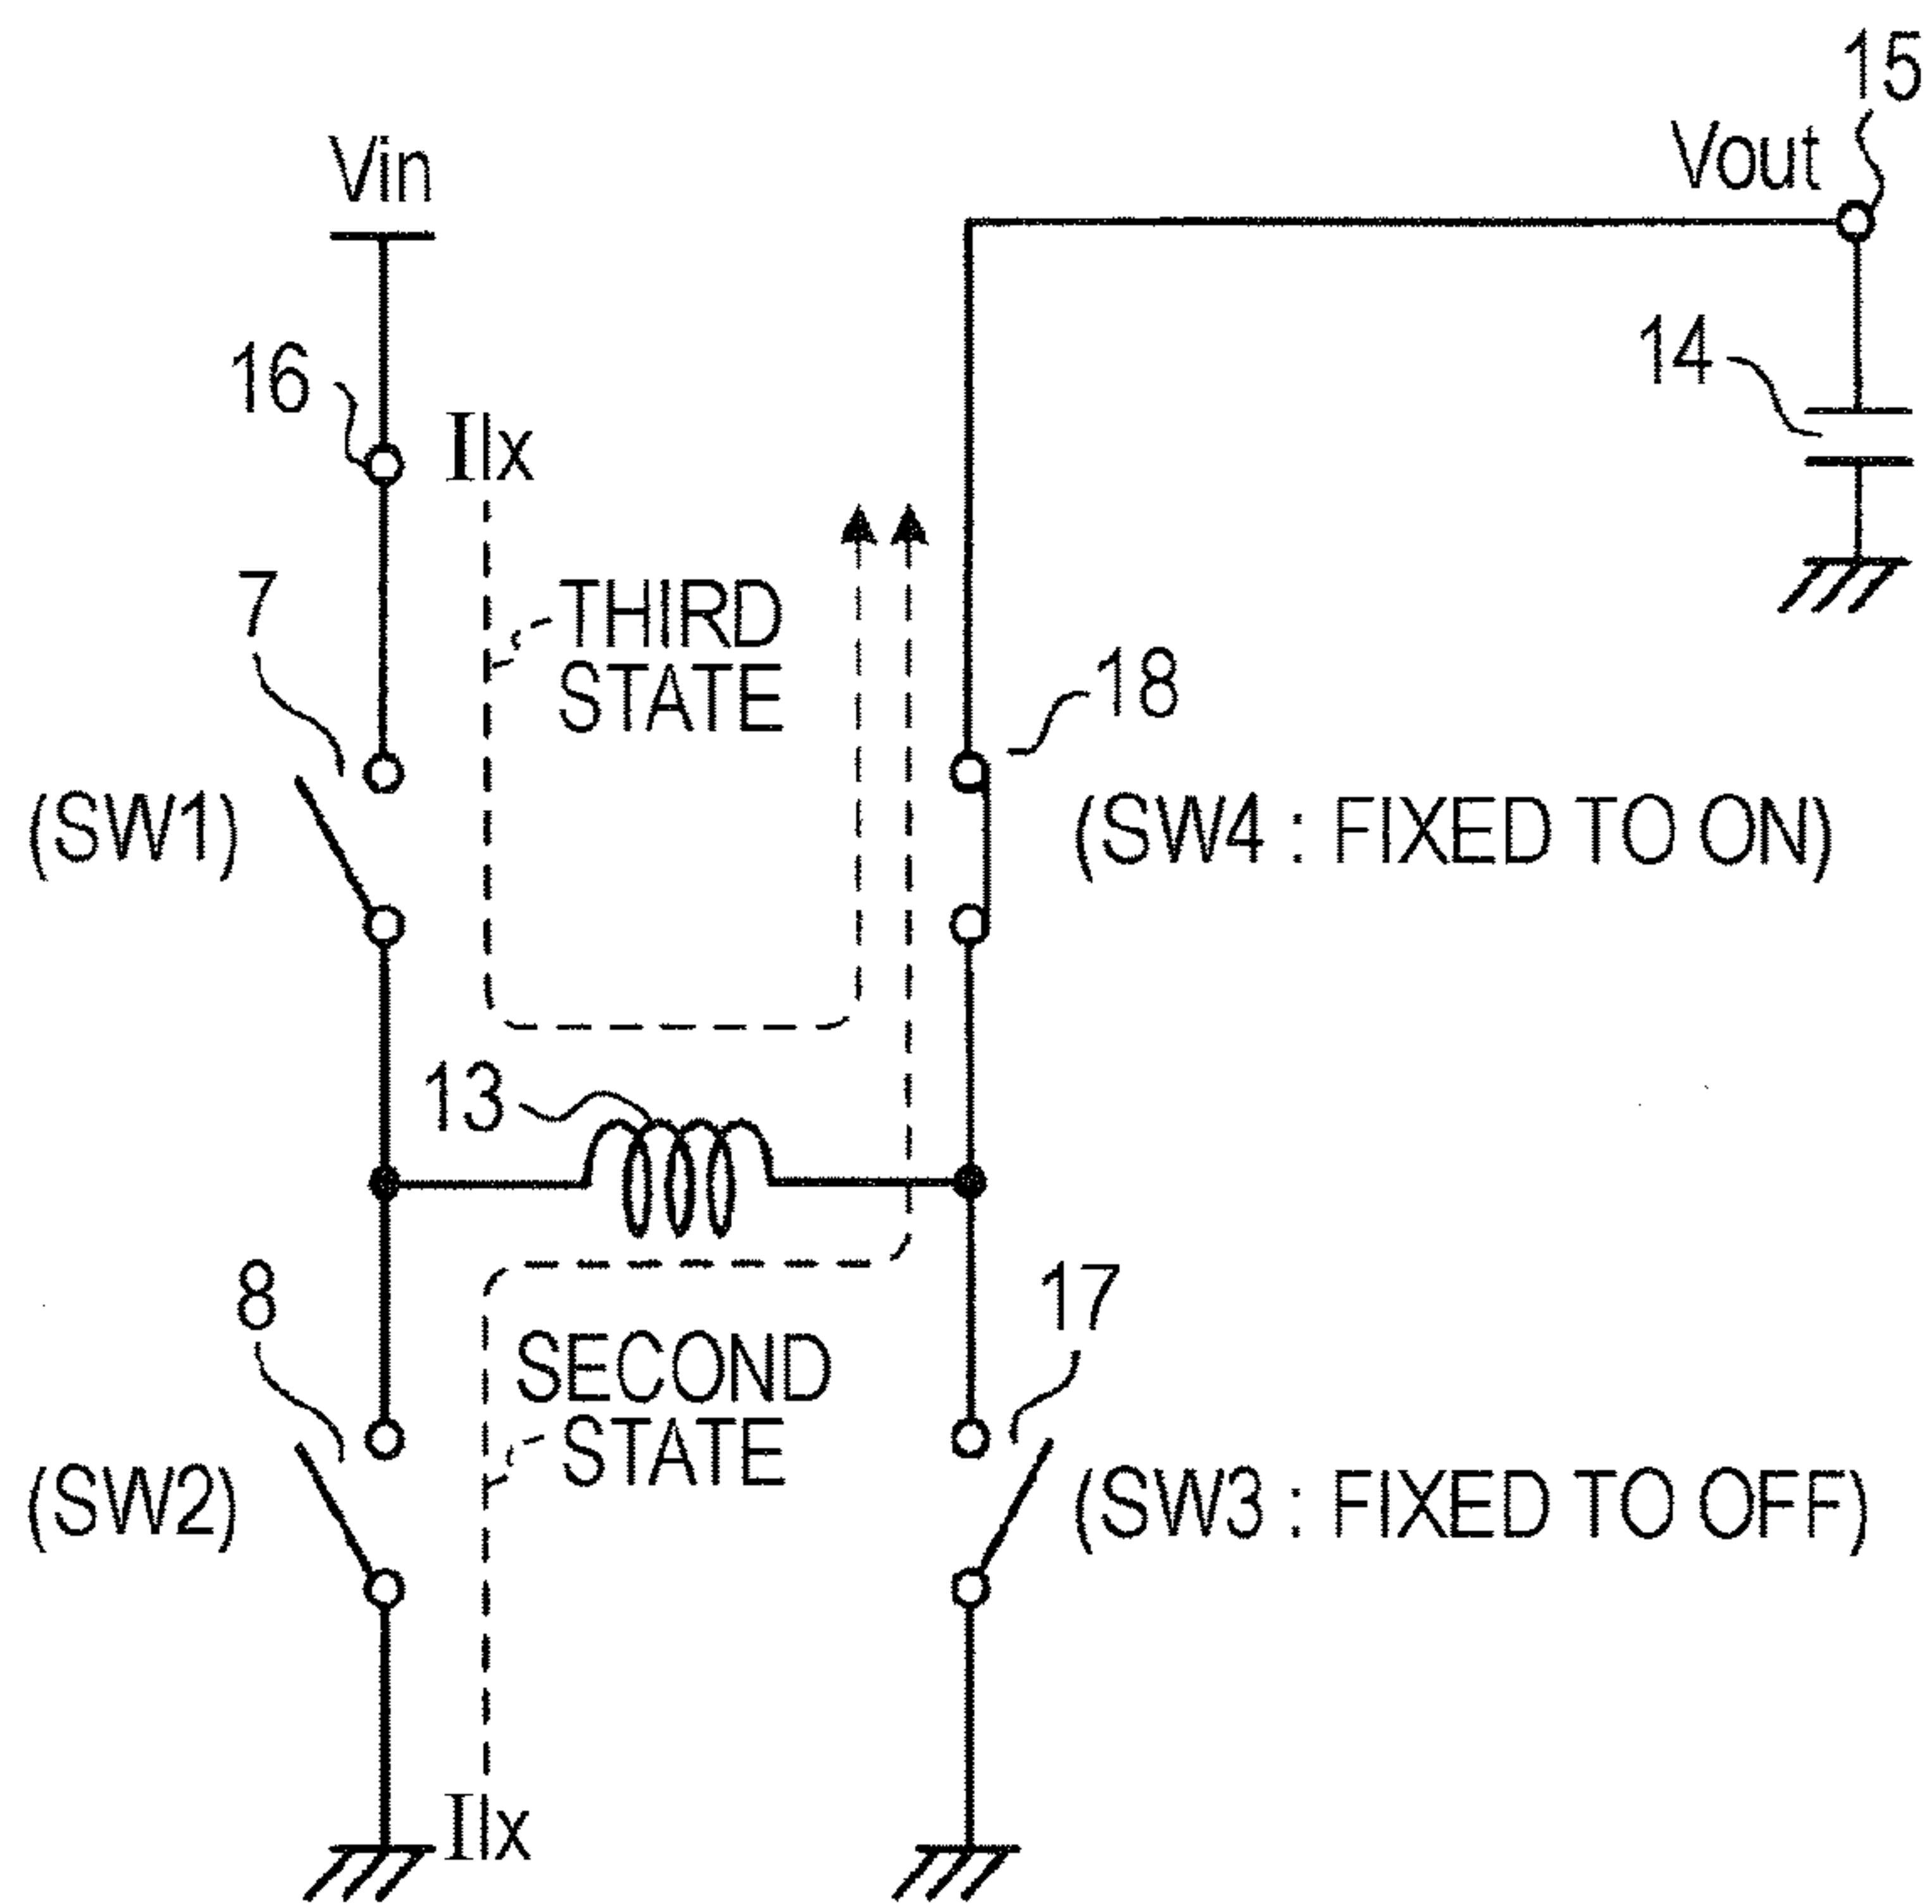 15
Vin
Vout
16
Ilx
14
7
THIRD
STATE
18
(SW1)
(SW4 : FIXED TO ON)
13
8
17
SECOND
STATE
(SW2)
(SW3 : FIXED TO OFF)
Ilx